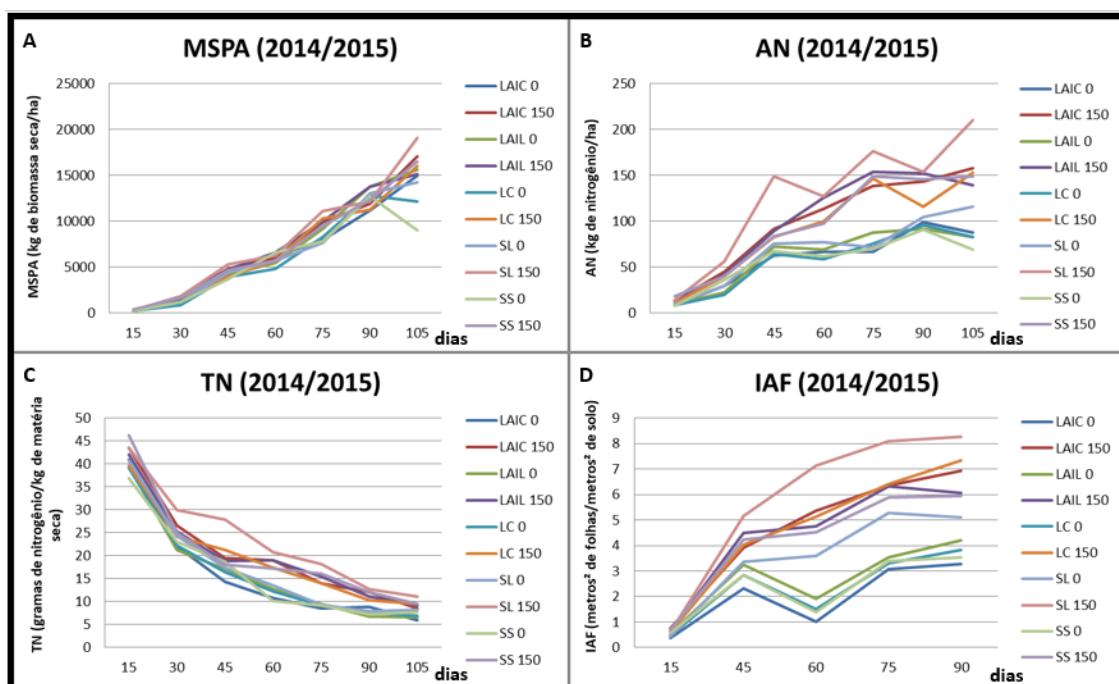 A
MSPA (2014/2015)
MSPA (kg de biomassa seca/ha)
25000
20000
15000
10000
5000
0
15 30 45 60 75 90 105 dias
LAIC 0
LAIC 150
LAIL 0
LAIL 150
LC 0
LC 150
SL 0
SL 150
SS 0
SS 150
B
AN (2014/2015)
AN (kg de nitrogênio/ha)
250
200
150
100
50
0
15 30 45 60 75 90 105 dias
LAIC 0
LAIC 150
LAIL 0
LAIL 150
LC 0
LC 150
SL 0
SL 150
SS 0
SS 150
C
TN (2014/2015)
TN (gramas de nitrogênio/kg de matéria
seca)
50
45
40
35
30
25
20
15
10
5
0
15 30 45 60 75 90 105 dias
LAIC 0
LAIC 150
LAIL 0
LAIL 150
LC 0
LC 150
SL 0
SL 150
SS 0
SS 150
D
IAF (2014/2015)
IAF (metros² de folhas/metros² de solo)
9
8
7
6
5
4
3
2
1
0
15 45 60 75 90 dias
LAIC 0
LAIC 150
LAIL 0
LAIL 150
LC 0
LC 150
SL 0
SL 150
SS 0
SS 150